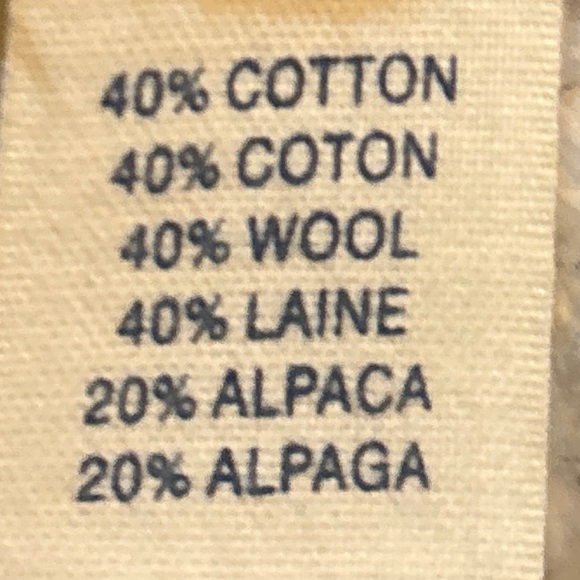 40% COTTON
40% COTON
40% WOOL
40% LAINE
20% ALPACA
20% ALPAGA